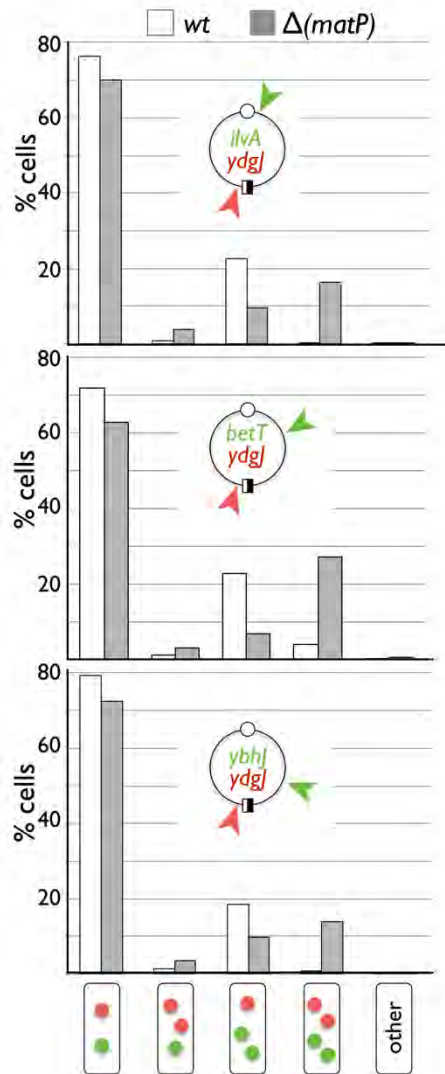 wt Δ(matP)
80
60
40
20
% cells
ilvA
ydgJ
80
60
40
20
% cells
betT
ydgJ
80
60
40
20
% cells
ybhJ
ydgJ
other